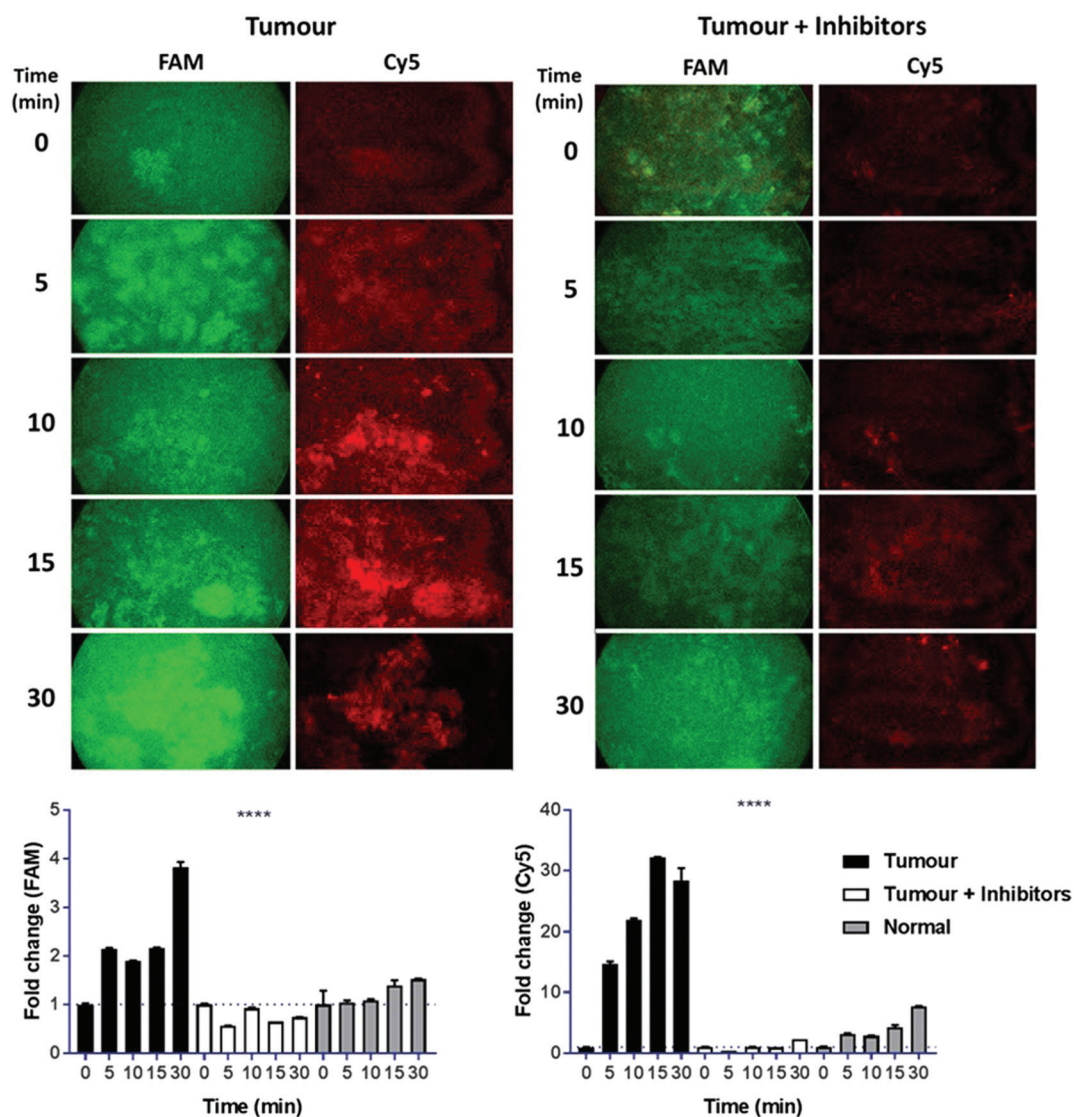 Tumour
Tumour + Inhibitors
Time
(min)
FAM
Cy5
Time
(min)
FAM
Cy5
0
0
5
5
10
10
15
15
30
30
Fold change (FAM)
5
4
3
2
1
0
****
0 5 10 15 30 0 5 10 15 30 0 5 10 15 30
Time (min)
Fold change (Cy5)
40
30
20
10
0
****
0 5 10 15 30 0 5 10 15 30 0 5 10 15 30
Time (min)
Tumour
Tumour + Inhibitors
Normal